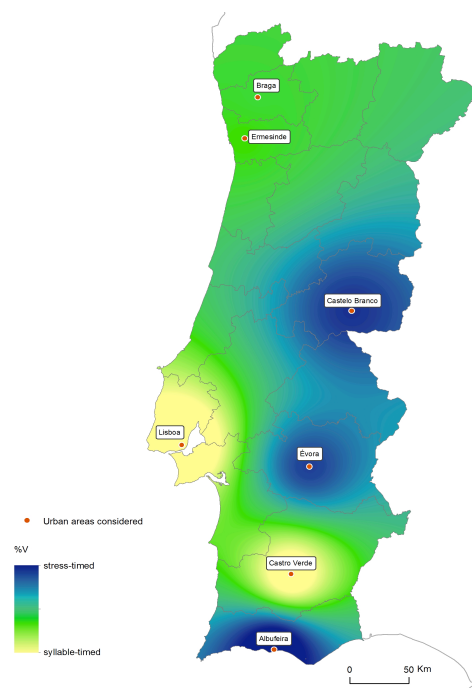 Braga
Ermesinde
Castelo Branco
Lisboa
Évora
Urban areas considered
%V
stress-timed
Castro Verde
Albufeira
syllable-timed
0 50 Km